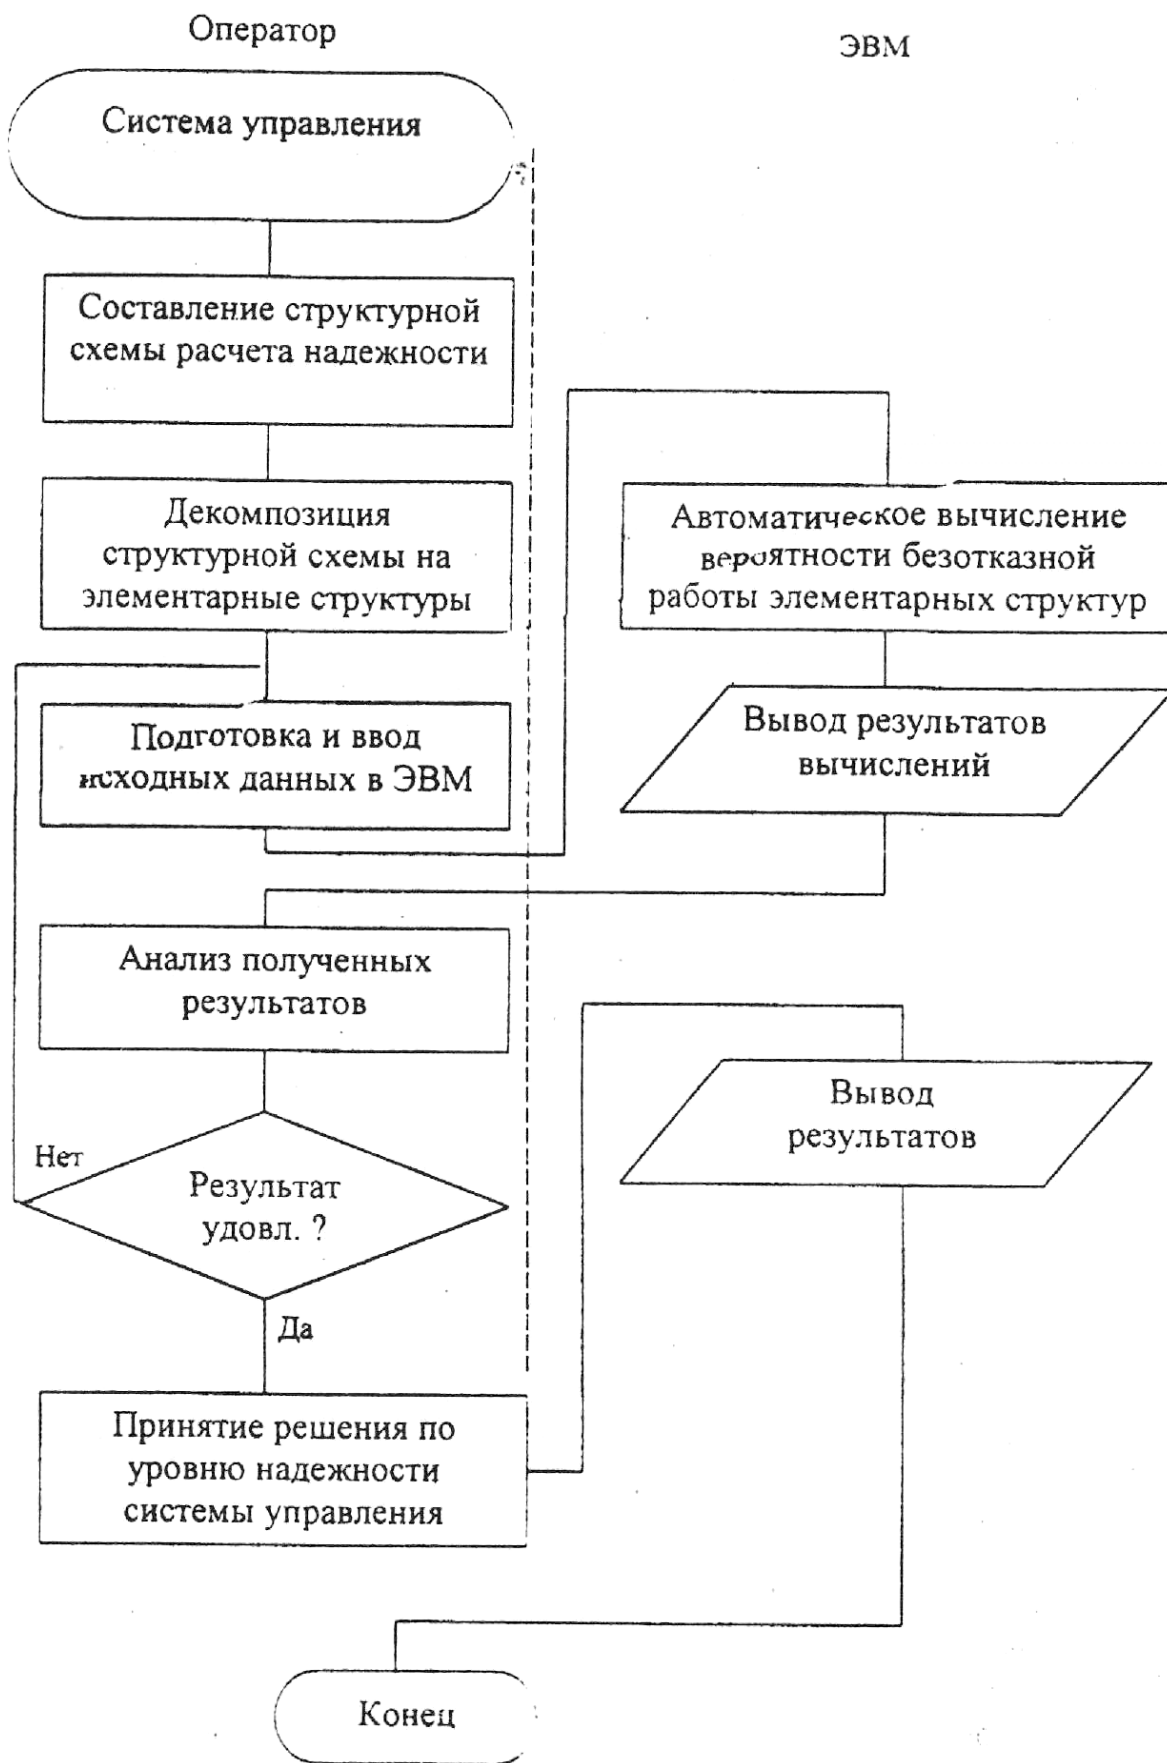 Оператор
ЭВМ
Система управления
Составление структурной
схемы расчета надежности
Декомпозиция
структурной схемы на
элементарные структуры
Автоматическое вычисление
вероятности безотказной
работы элементарных структур
Подготовка и ввод
исходных данных в ЭВМ
Вывод результатов
вычислений
Анализ полученных
результатов
Вывод
результатов
Нет
Результат
удовл. ?
Да
Принятие решения по
уровню надежности
системы управления
Конец